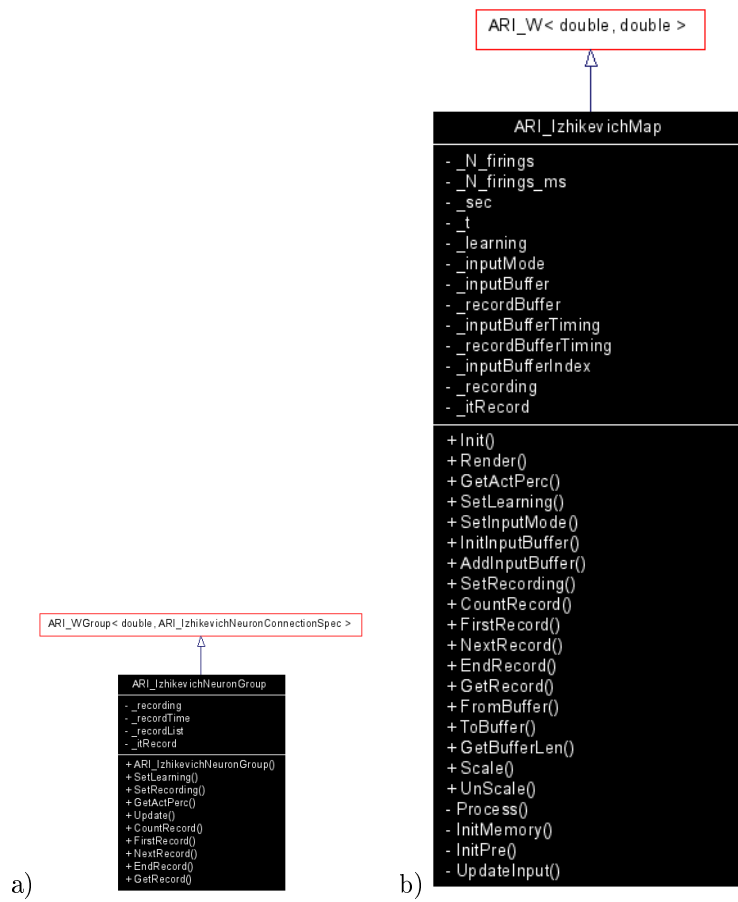 ARI_WGroup< double, ARI_IzhikevichNeuronConnectionSpec >
ARI_IzhikevichNeuronGroup
- _recording
- _recordTime
- _recordList
- _itRecord
+ ARI_IzhikevichNeuronGroup()
+ SetLearning()
+ SetRecording()
+ GetActPerc()
+ Update()
+ CountRecord()
+ FirstRecord()
+ NextRecord()
+ EndRecord()
+ GetRecord()
a)
ARI_W< double, double >
ARI_IzhikevichMap
- _N_firings
- _N_firings_ms
- _sec
- _t
- _learning
- _inputMode
- _inputBuffer
- _recordBuffer
- _inputBufferTiming
- _recordBufferTiming
- _inputBufferIndex
- _recording
- _itRecord
+ Init()
+ Render()
+ GetActPerc()
+ SetLearning()
+ SetInputMode()
+ InitInputBuffer()
+ AddInputBuffer()
+ SetRecording()
+ CountRecord()
+ FirstRecord()
+ NextRecord()
+ EndRecord()
+ GetRecord()
+ FromBuffer()
+ ToBuffer()
+ GetBufferLen()
+ Scale()
+ UnScale()
- Process()
- InitMemory()
- InitPre()
- UpdateInput()
b)